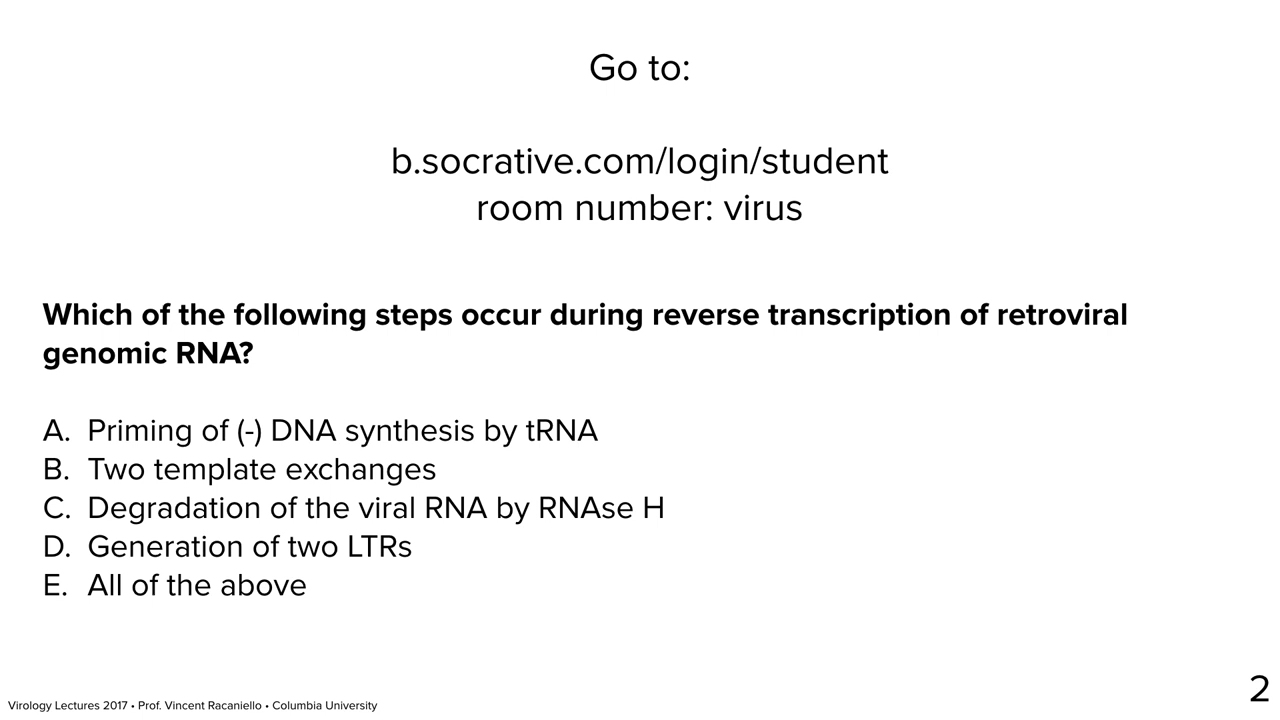 Go to:
b.socrative.com/login/student
room number: virus
Which of the following steps occur during reverse transcription of retroviral
genomic RNA?
A. Priming of (-) DNA synthesis by tRNA
B. Two template exchanges
C. Degradation of the viral RNA by RNAse H
D. Generation of two LTRs
E. All of the above
Virology Lectures 2017 • Prof. Vincent Racaniello • Columbia University
2